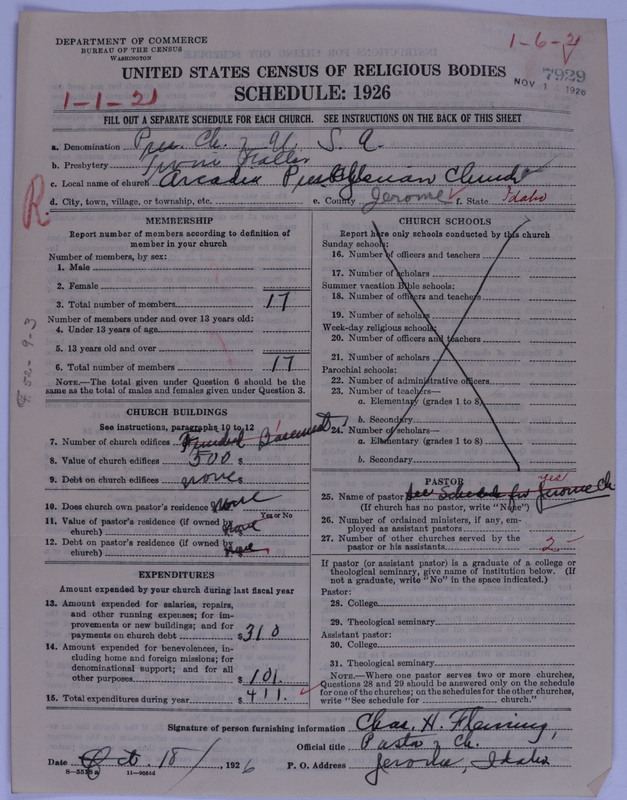 DEPARTMENT OF COMMERCE
BUREAU OF THE CENSUS
WASHINGTON
1-6-21
UNITED STATES CENSUS OF RELIGIOUS BODIES
7929
NOV 1 1926
1-1-21
SCHEDULE: 1926
FILL OUT A SEPARATE SCHEDULE FOR EACH CHURCH. SEE INSTRUCTIONS ON THE BACK OF THIS SHEET
a. Denomination Pres. Ch. U. S. A.
b. Presbytery Twin Falls
c. Local name of church Arcadia Presbyterian Church
d. City, town, village, or township, etc. e. County Jerome f. State Idaho
R.
MEMBERSHIP
Report number of members according to definition of
member in your church
Number of members, by sex:
1. Male
2. Female
3. Total number of members 17
Number of members under and over 13 years old:
4. Under 13 years of age
5. 13 years old and over
6. Total number of members 17
NOTE.—The total given under Question 6 should be the
same as the total of males and females given under Question 3.
CHURCH BUILDINGS
See instructions, paragraphs 10 to 12
7. Number of church edifices Finished Basement 1
8. Value of church edifices 500 $
9. Debt on church edifices none $
10. Does church own pastor's residence none
Yes or No
11. Value of pastor's residence (if owned by
church) none
12. Debt on pastor's residence (if owned by
church) none
EXPENDITURES
Amount expended by your church during last fiscal year
13. Amount expended for salaries, repairs,
and other running expenses; for im-
provements or new buildings; and for
payments on church debt $310
14. Amount expended for benevolences, in-
cluding home and foreign missions; for
denominational support; and for all
other purposes $101.
15. Total expenditures during year $411.
CHURCH SCHOOLS
Report here only schools conducted by this church
Sunday schools:
16. Number of officers and teachers
17. Number of scholars
Summer vacation Bible schools:
18. Number of officers and teachers
19. Number of scholars
Week-day religious schools:
20. Number of officers and teachers
21. Number of scholars
Parochial schools:
22. Number of administrative officers
23. Number of teachers—
a. Elementary (grades 1 to 8)
b. Secondary
24. Number of scholars—
a. Elementary (grades 1 to 8)
b. Secondary
PASTOR
yes
25. Name of pastor See Schedule for Jerome Ch
(If church has no pastor, write "None")
26. Number of ordained ministers, if any, em-
ployed as assistant pastors
27. Number of other churches served by the
pastor or his assistants 2
If pastor (or assistant pastor) is a graduate of a college or
theological seminary, give name of institution below. (If
not a graduate, write "No" in the space indicated.)
Pastor:
28. College
29. Theological seminary
Assistant pastor:
30. College
31. Theological seminary
NOTE.—Where one pastor serves two or more churches,
Questions 28 and 29 should be answered only on the schedule
for one of the churches; on the schedules for the other churches,
write "See schedule for church."
Signature of person furnishing information Chas. H. Fleming,
Official title Pastor Ch.
Date Oct. 18, 1926 P. O. Address Jerome, Idaho